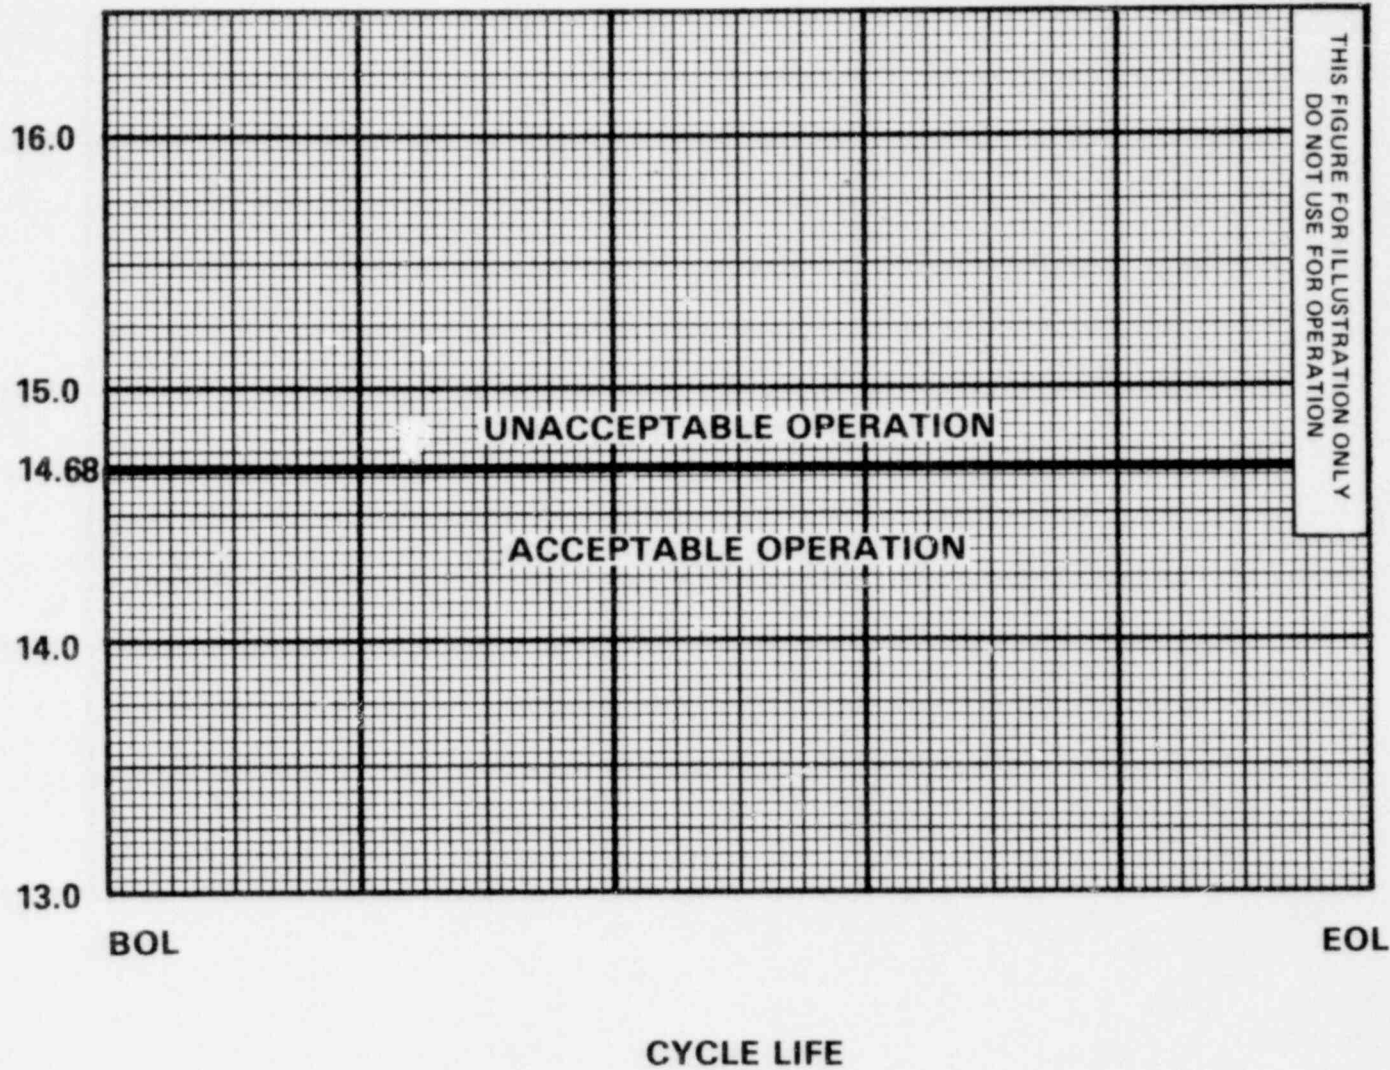 16.0
15.0
14.68
14.0
13.0
UNACCEPTABLE OPERATION
ACCEPTABLE OPERATION
THIS FIGURE FOR ILLUSTRATION ONLY
DO NOT USE FOR OPERATION
BOL
EOL
CYCLE LIFE